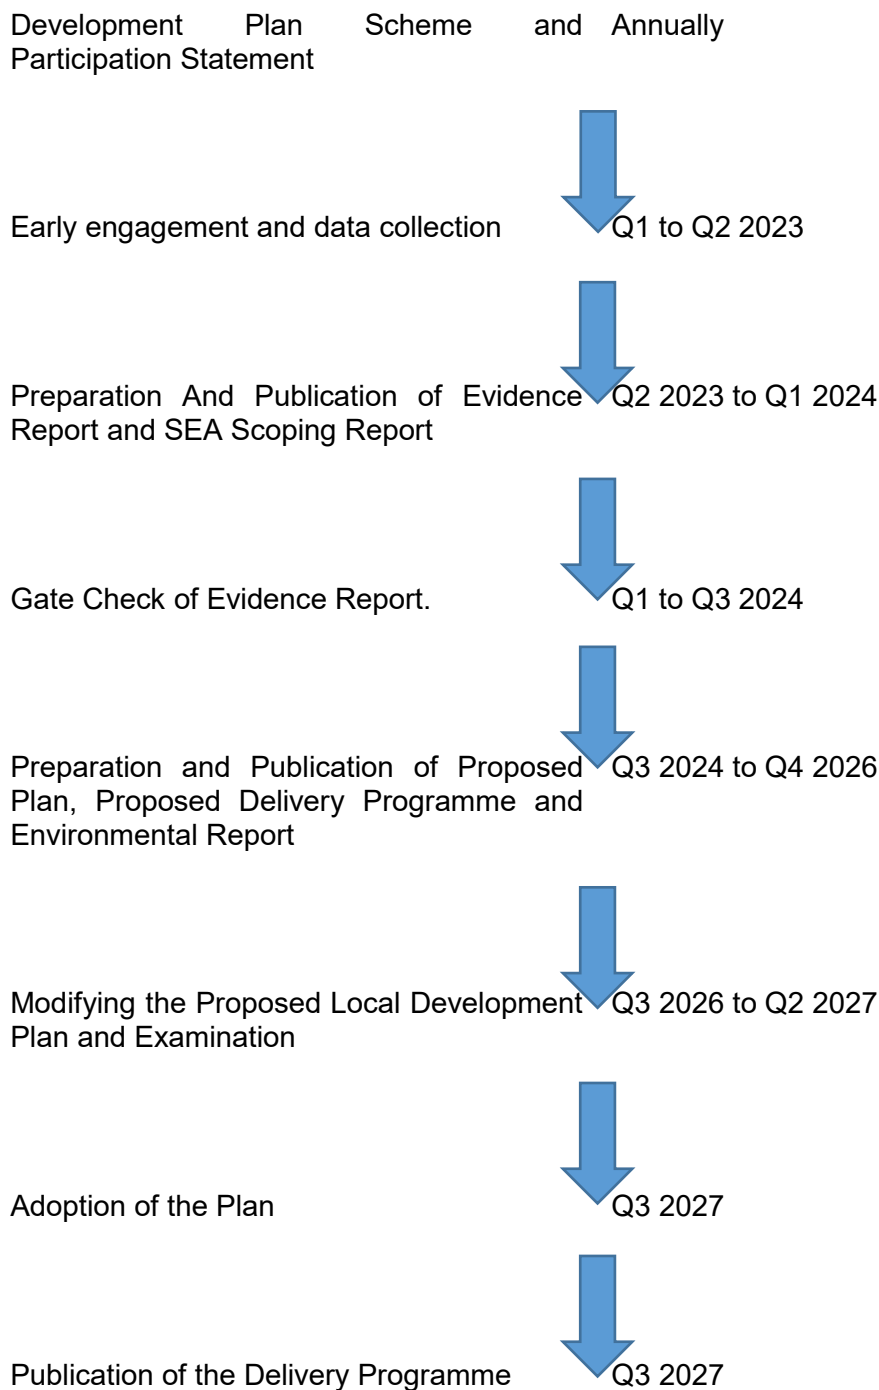 Development Plan Scheme and Annually
Participation Statement
Early engagement and data collection Q1 to Q2 2023
Preparation And Publication of Evidence Q2 2023 to Q1 2024
Report and SEA Scoping Report
Gate Check of Evidence Report. Q1 to Q3 2024
Preparation and Publication of Proposed Q3 2024 to Q4 2026
Plan, Proposed Delivery Programme and
Environmental Report
Modifying the Proposed Local Development Q3 2026 to Q2 2027
Plan and Examination
Adoption of the Plan Q3 2027
Publication of the Delivery Programme Q3 2027